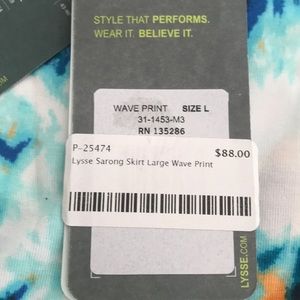 STYLE THAT PERFORMS.
WEAR IT. BELIEVE IT.
WAVE PRINT SIZE L
31-1453-M3
RN 135286
P-25474 $88.00
Lysse Sarong Skirt Large Wave Print
LYSSE.COM